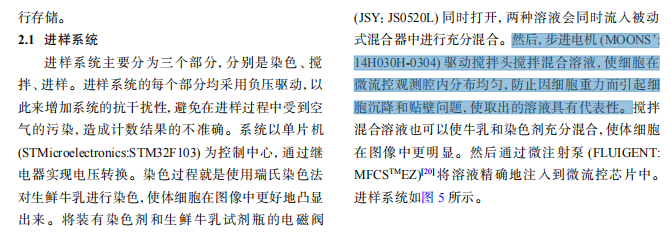 行存储。
2.1 进样系统
进样系统主要分为三个部分，分别是染色、搅
拌、进样。进样系统的每个部分均采用负压驱动，以
此来增加系统的抗干扰性，避免在进样过程中受到空
气的污染，造成计数结果的不准确。系统以单片机
(STMicroelectronics:STM32F103) 为控制中心，通过继
电器实现电压转换。染色过程就是使用瑞氏染色法
对生鲜牛乳进行染色，使体细胞在图像中更好地凸显
出来。将装有染色剂和生鲜牛乳试剂瓶的电磁阀
(JSY; JS0520L) 同时打开，两种溶液会同时流入被动
式混合器中进行充分混合。然后，步进电机 (MOONS’:
14H030H-0304) 驱动搅拌头搅拌混合溶液，使细胞在
微流控观测腔内分布均匀，防止因细胞重力而引起细
胞沉降和贴壁问题，使取出的溶液具有代表性。搅拌
混合溶液也可以使牛乳和染色剂充分混合，使体细胞
在图像中更明显。然后通过微注射泵 (FLUIGENT:
MFCS™EZ)[20] 将溶液精确地注入到微流控芯片中。
进样系统如图 5 所示。